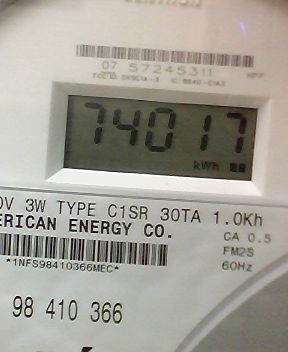 07 57245311
74017
kWh
0V 3W TYPE C1SR 30TA 1.0Kh
ERICAN ENERGY CO.
CA 0.5
FM2S
60Hz
*1NFS98410366MEC*
98 410 366